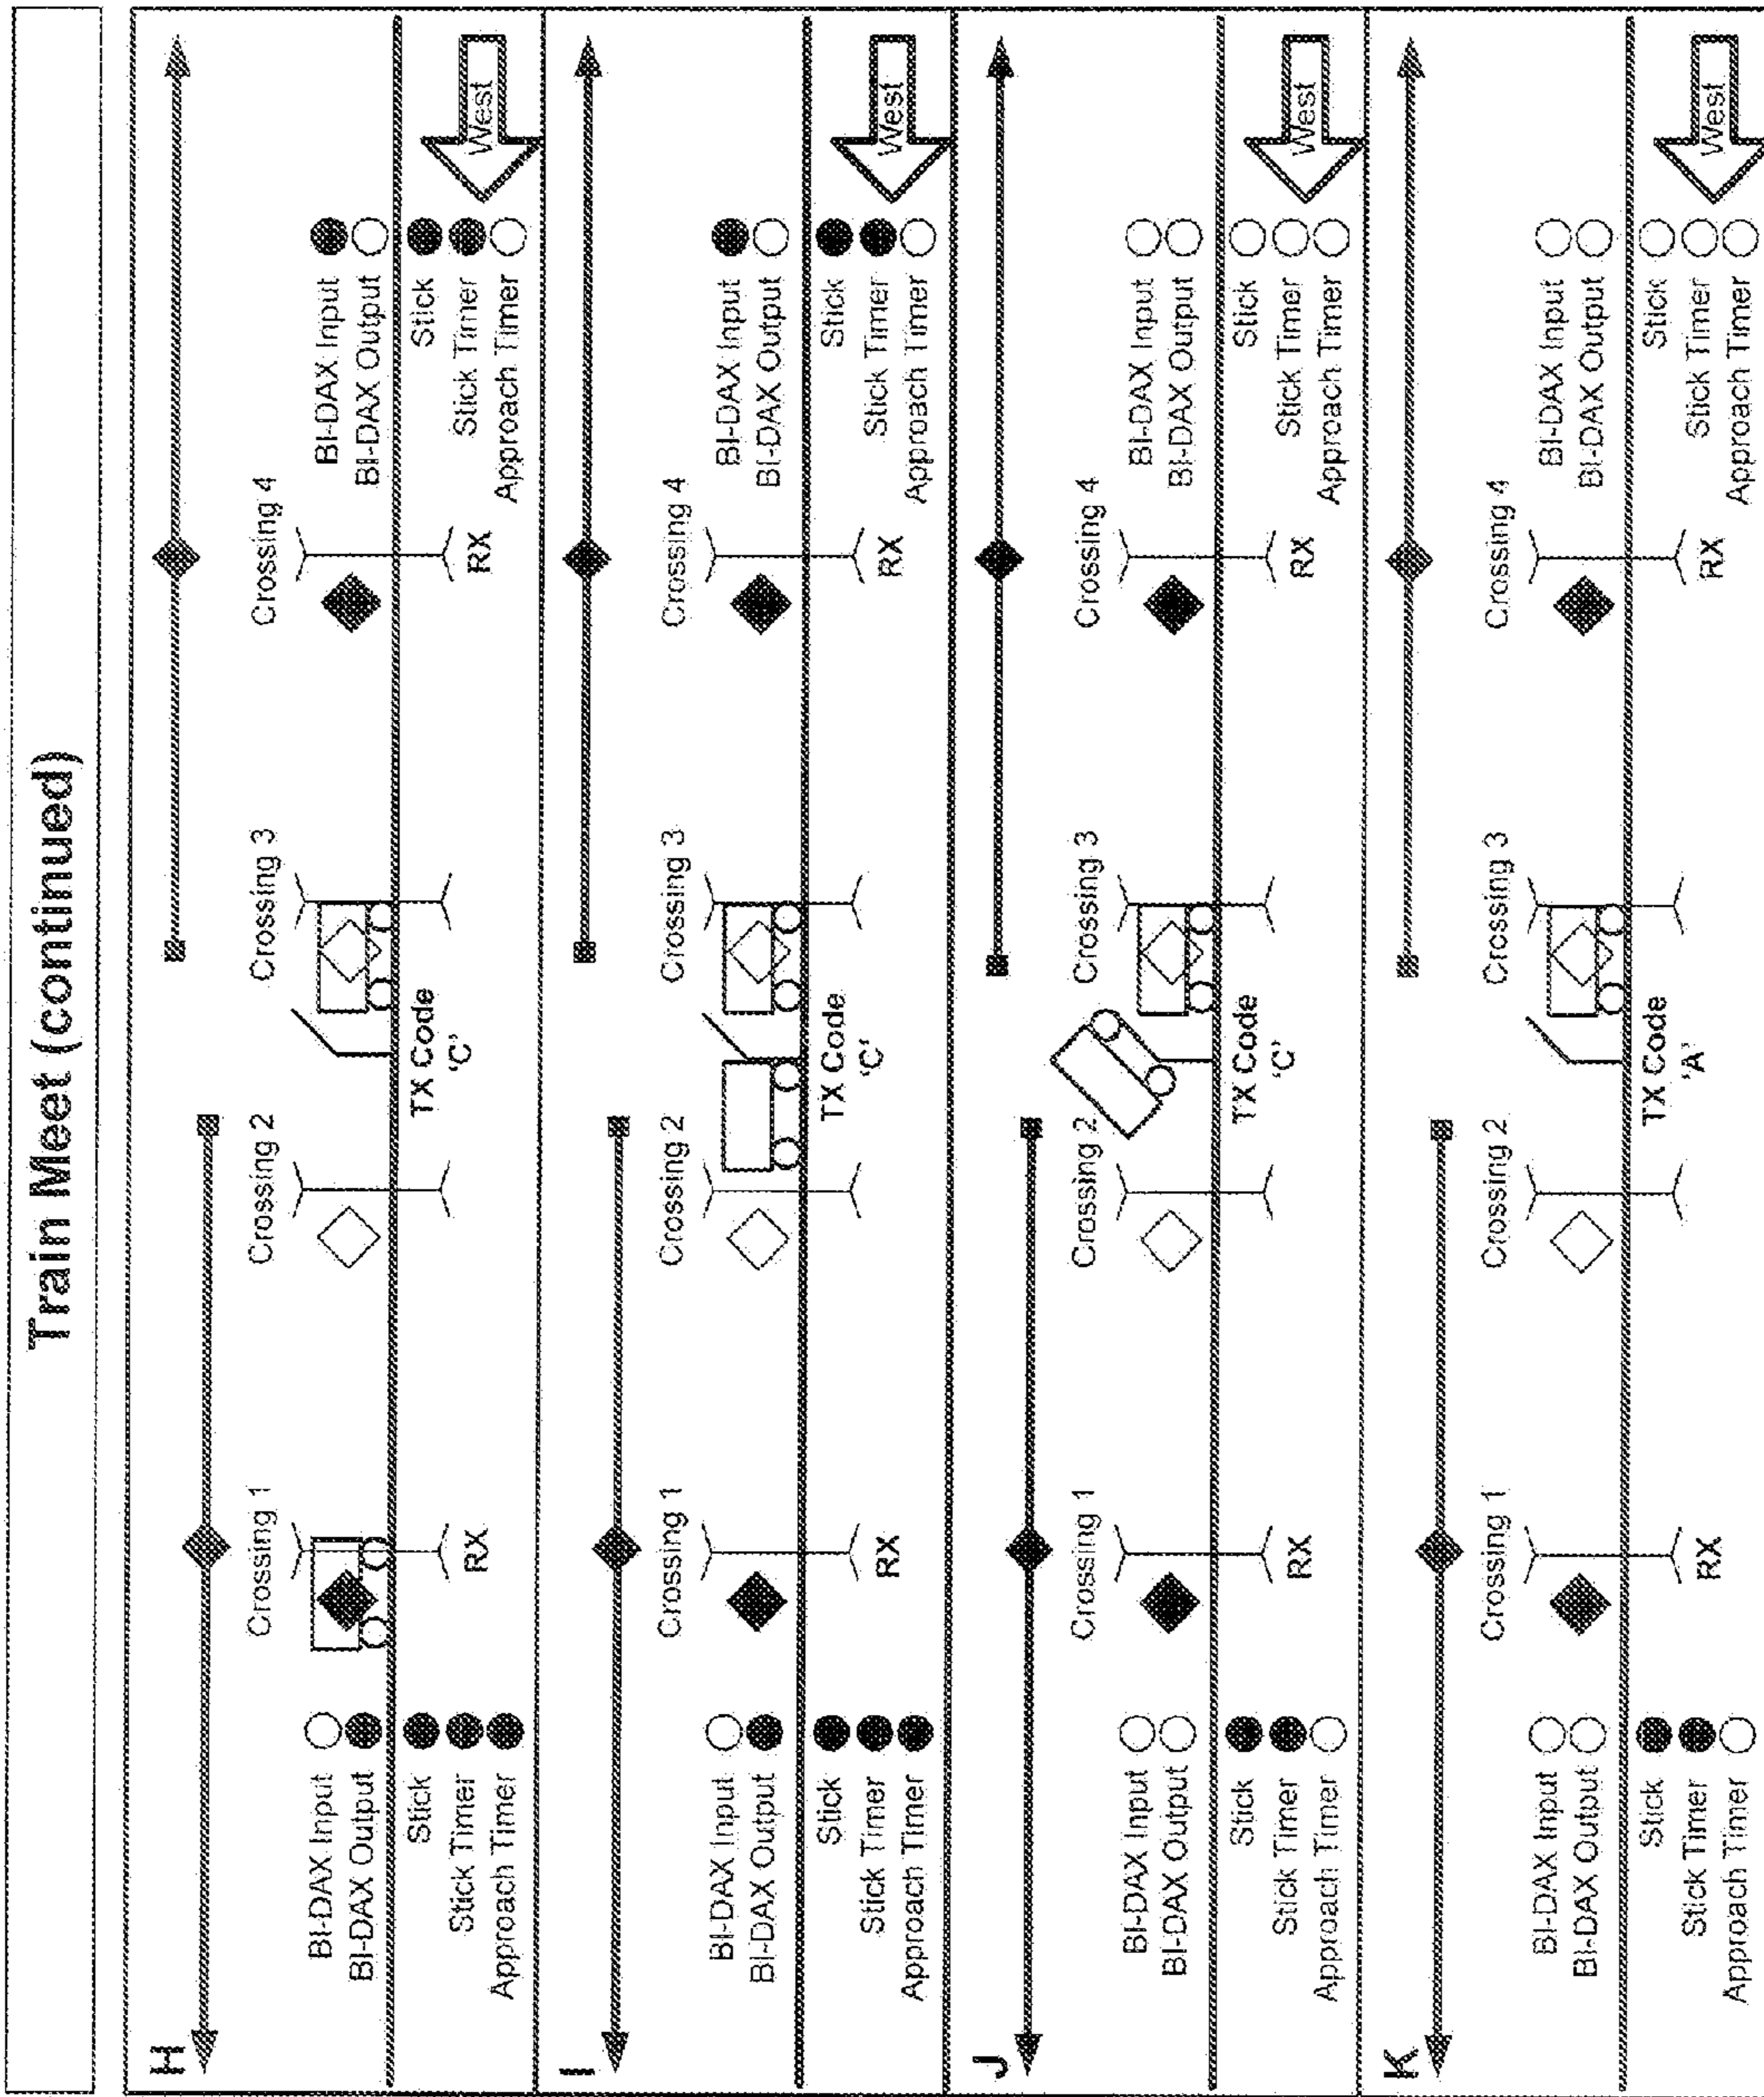 Train Meet (continued)
H
Crossing 1 Crossing 2 Crossing 3 Crossing 4
BI-DAX Input BI-DAX Input
BI-DAX Output BI-DAX Output
Stick TX Code Stick
Stick Timer RX 'C' RX Stick Timer West
Approach Timer Approach Timer
I
Crossing 1 Crossing 2 Crossing 3 Crossing 4
BI-DAX Input BI-DAX Input
BI-DAX Output BI-DAX Output
Stick TX Code Stick
Stick Timer RX 'C' RX Stick Timer West
Approach Timer Approach Timer
J
Crossing 1 Crossing 2 Crossing 3 Crossing 4
BI-DAX Input BI-DAX Input
BI-DAX Output BI-DAX Output
Stick TX Code Stick
Stick Timer RX 'C' RX Stick Timer West
Approach Timer Approach Timer
K
Crossing 1 Crossing 2 Crossing 3 Crossing 4
BI-DAX Input BI-DAX Input
BI-DAX Output BI-DAX Output
Stick TX Code Stick
Stick Timer RX 'A' RX Stick Timer West
Approach Timer Approach Timer